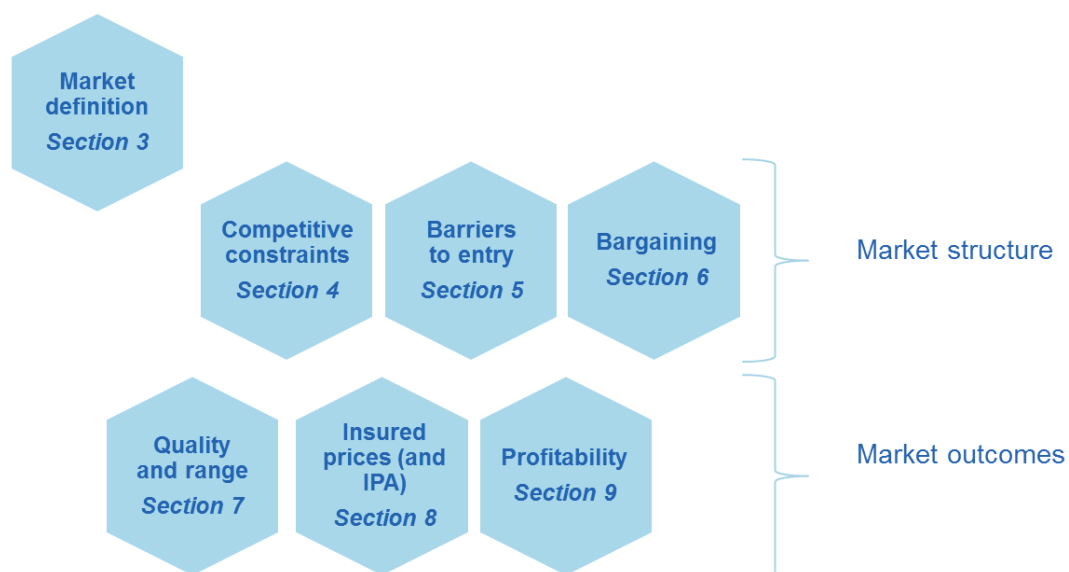 Market
definition
Section 3
Competitive
constraints
Section 4
Barriers
to entry
Section 5
Bargaining
Section 6
Market structure
Quality
and range
Section 7
Insured
prices (and
IPA)
Section 8
Profitability
Section 9
Market outcomes